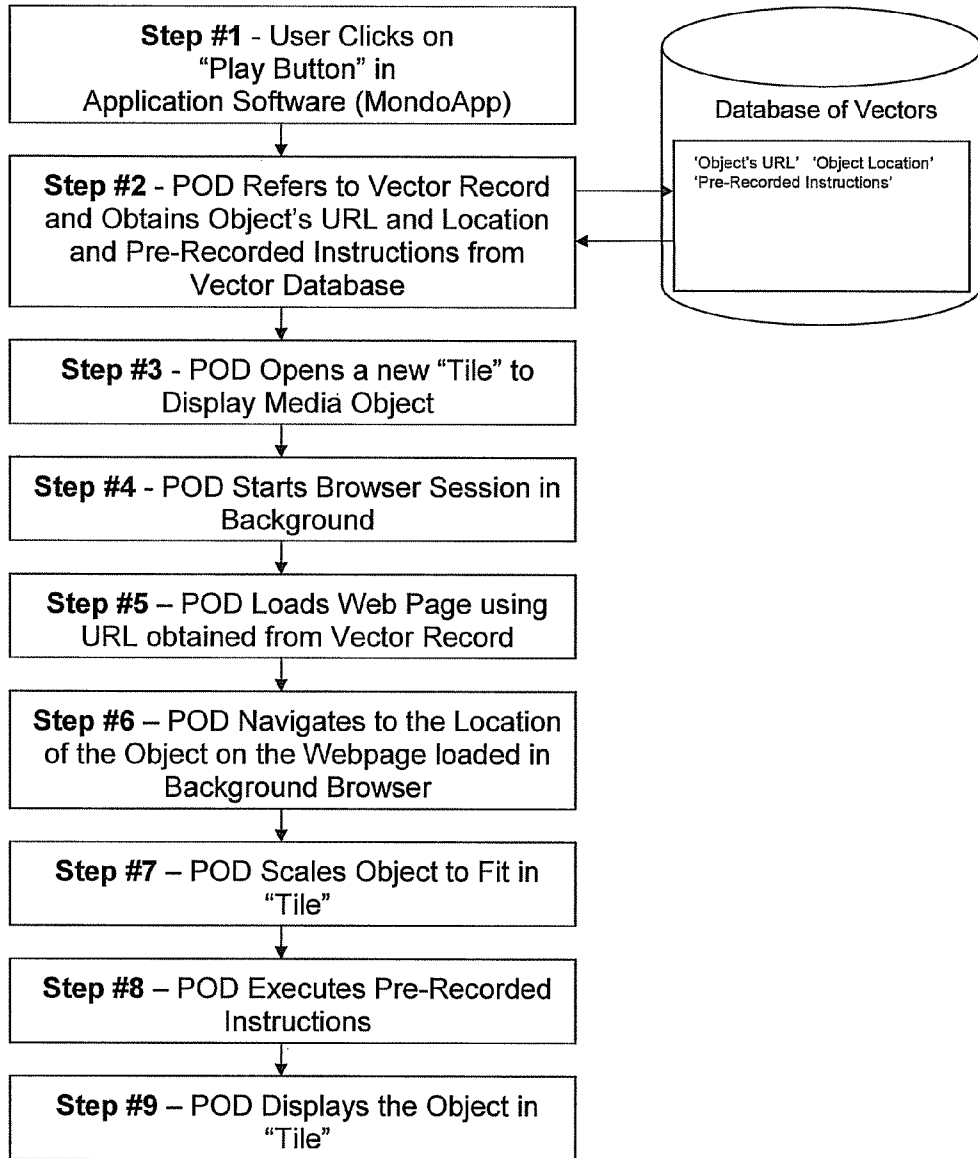 Step #1 - User Clicks on
“Play Button” in
Application Software (MondoApp)
Database of Vectors
'Object's URL' 'Object Location'
'Pre-Recorded Instructions'
Step #2 - POD Refers to Vector Record
and Obtains Object's URL and Location
and Pre-Recorded Instructions from
Vector Database
Step #3 - POD Opens a new “Tile” to
Display Media Object
Step #4 - POD Starts Browser Session in
Background
Step #5 – POD Loads Web Page using
URL obtained from Vector Record
Step #6 – POD Navigates to the Location
of the Object on the Webpage loaded in
Background Browser
Step #7 – POD Scales Object to Fit in
“Tile”
Step #8 – POD Executes Pre-Recorded
Instructions
Step #9 – POD Displays the Object in
“Tile”